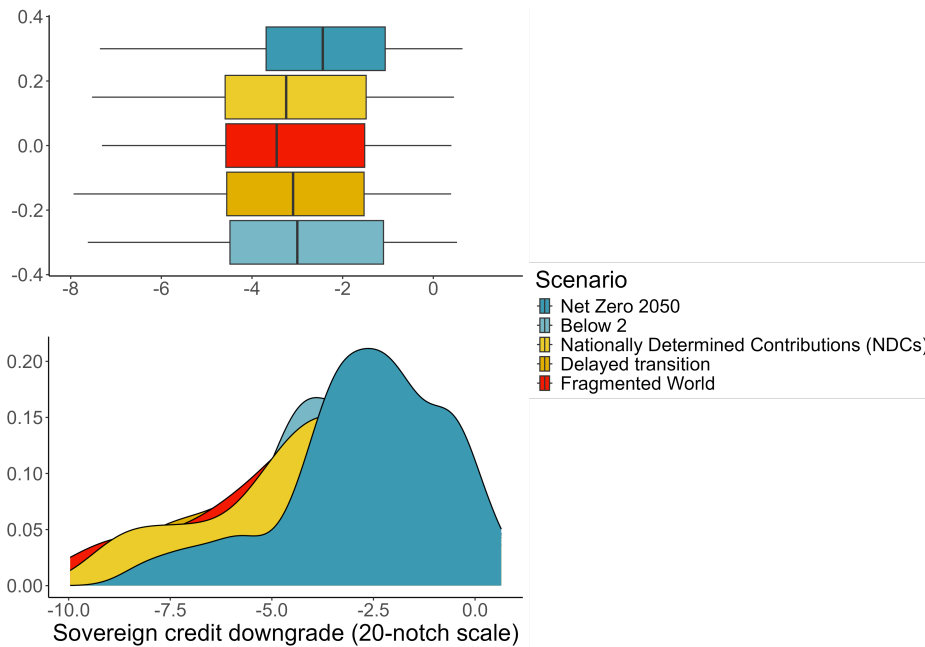 0.4
0.2
0.0
-0.2
-0.4
-8 -6 -4 -2 0
Scenario
Net Zero 2050
Below 2
Nationally Determined Contributions (NDCs)
Delayed transition
Fragmented World
0.20
0.15
0.10
0.05
0.00
-10.0 -7.5 -5.0 -2.5 0.0
Sovereign credit downgrade (20-notch scale)